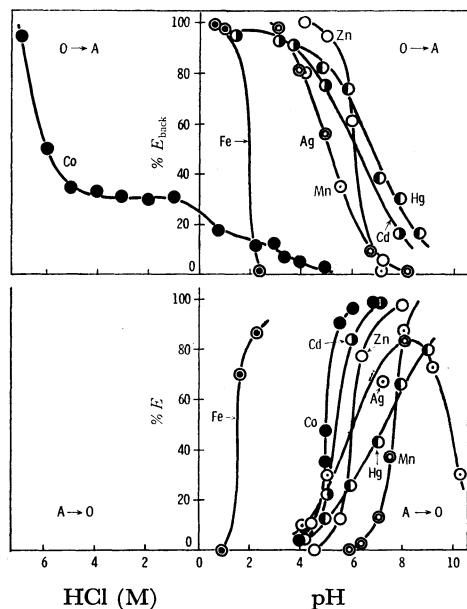 100
80
60
40
20
0
% E_back
O → A
O → A
Co
Fe
Zn
Ag
Mn
Hg
Cd
100
80
60
40
20
0
% E
Fe
Co
Cd
Zn
Ag
Hg
Mn
A → O
A → O
6 4 2 0 0 2 4 6 8 10
HCl (M) pH